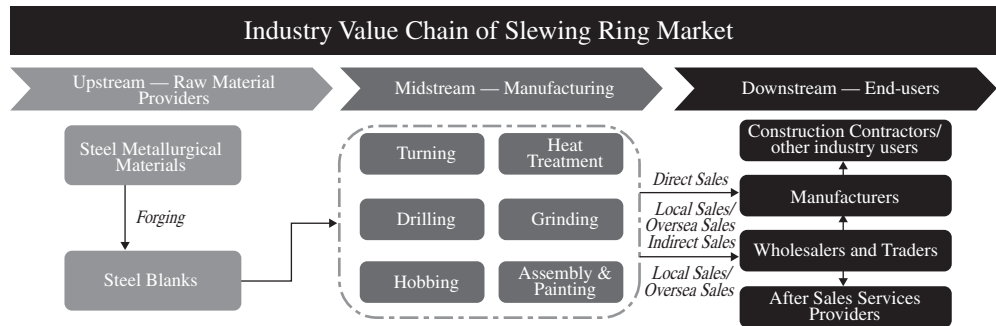 Industry Value Chain of Slewing Ring Market
Upstream — Raw Material
Providers
Midstream — Manufacturing
Downstream — End-users
Steel Metallurgical
Materials
Forging
Steel Blanks
Turning
Heat
Treatment
Drilling
Grinding
Hobbing
Assembly &
Painting
Direct Sales
Local Sales/
Oversea Sales
Indirect Sales
Local Sales/
Oversea Sales
Construction Contractors/
other industry users
Manufacturers
Wholesalers and Traders
After Sales Services
Providers